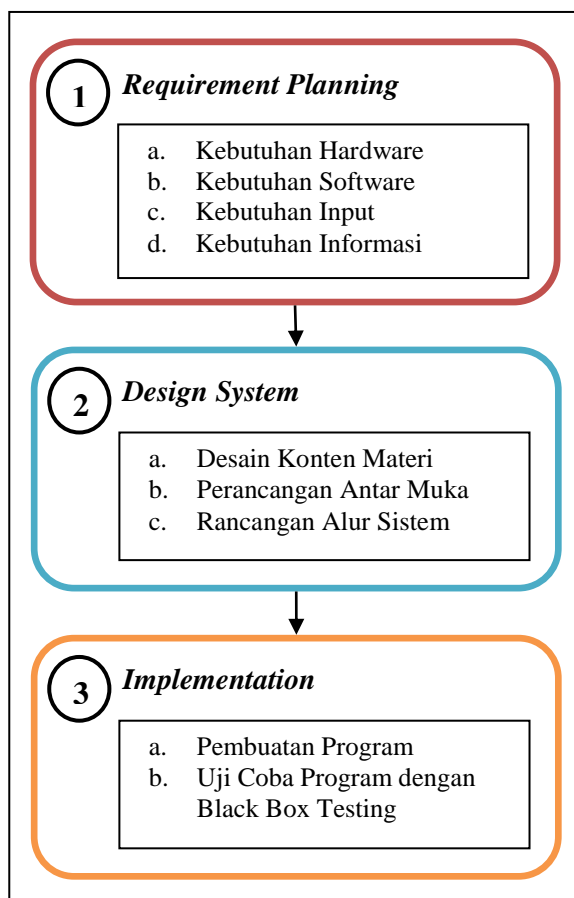 1 Requirement Planning
a. Kebutuhan Hardware
b. Kebutuhan Software
c. Kebutuhan Input
d. Kebutuhan Informasi
2 Design System
a. Desain Konten Materi
b. Perancangan Antar Muka
c. Rancangan Alur Sistem
3 Implementation
a. Pembuatan Program
b. Uji Coba Program dengan
Black Box Testing